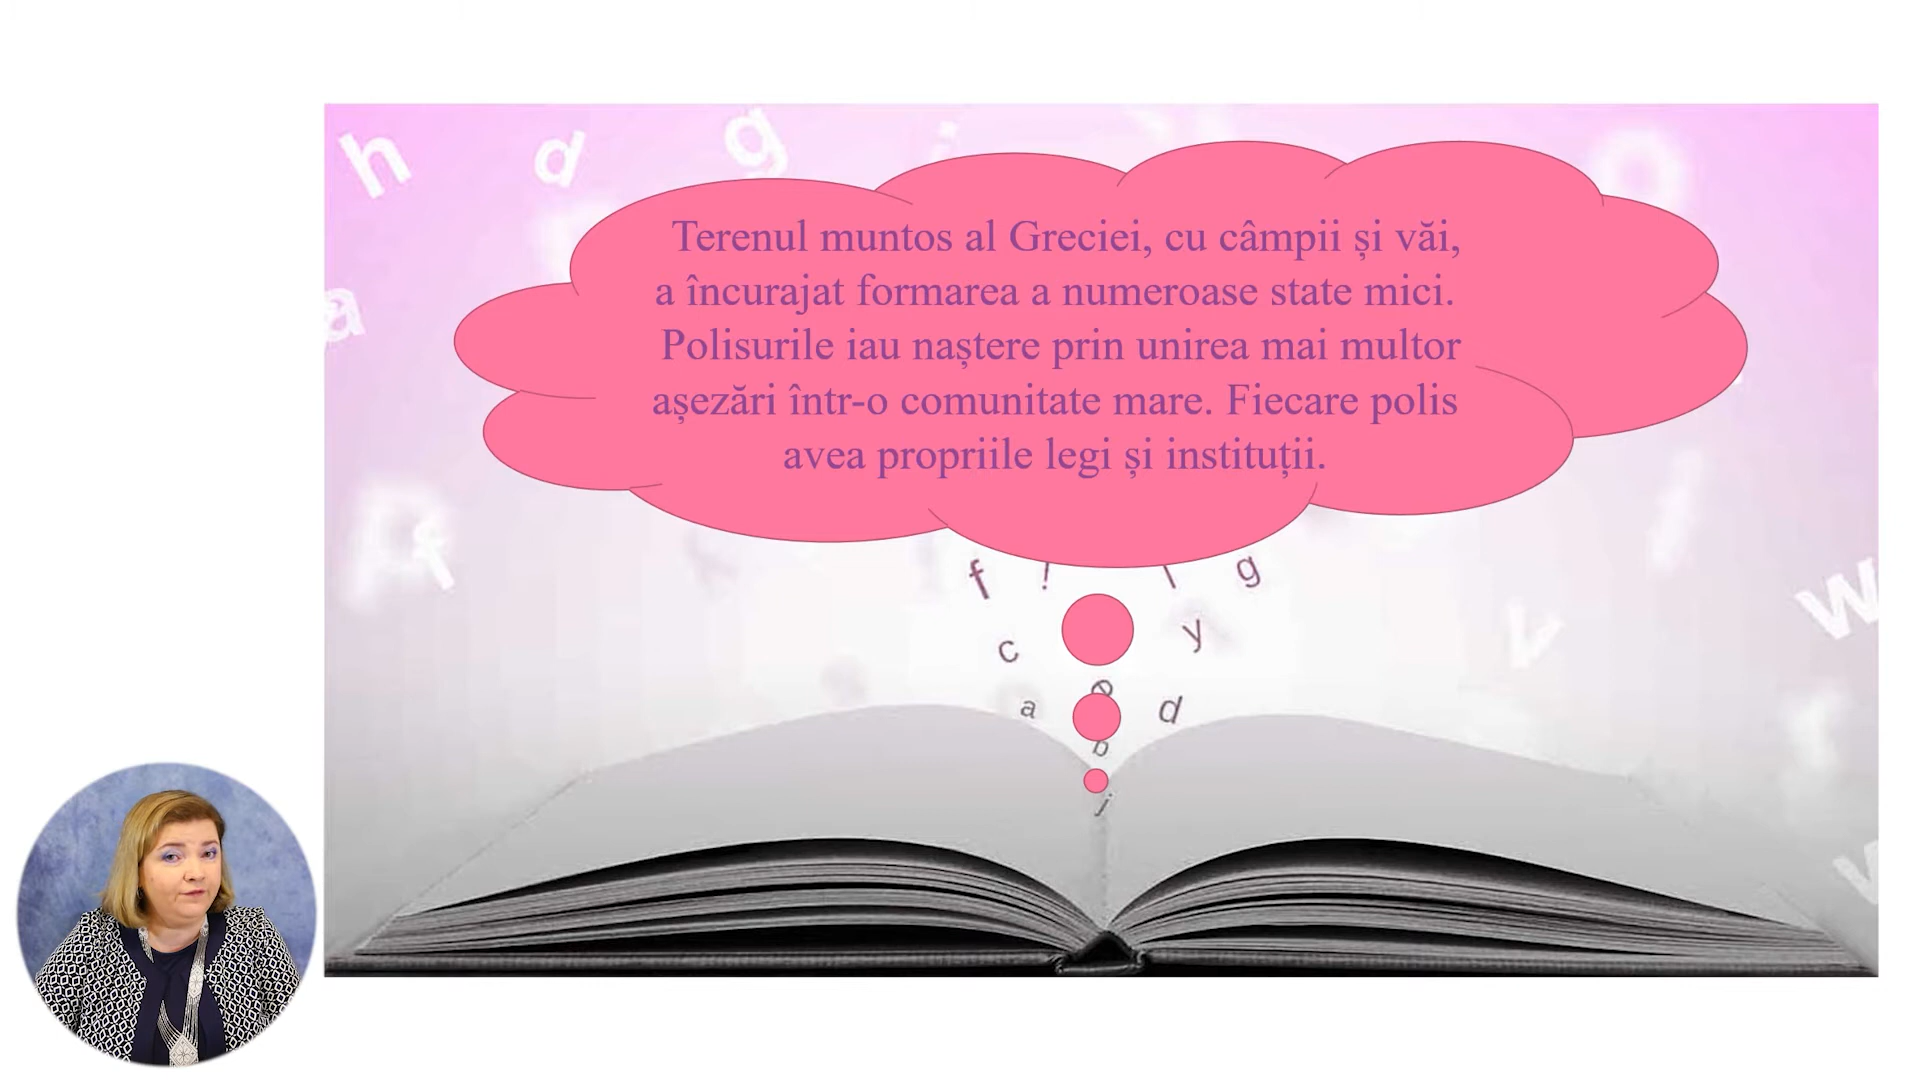 h d g
Terenul muntos al Greciei, cu câmpii și văi,
a încurajat formarea a numeroase state mici.
Polisurile iau naștere prin unirea mai multor
așezări într-o comunitate mare. Fiecare polis
avea propriile legi și instituții.
a
f
f ! g
w
c y
v
a e d
b
j